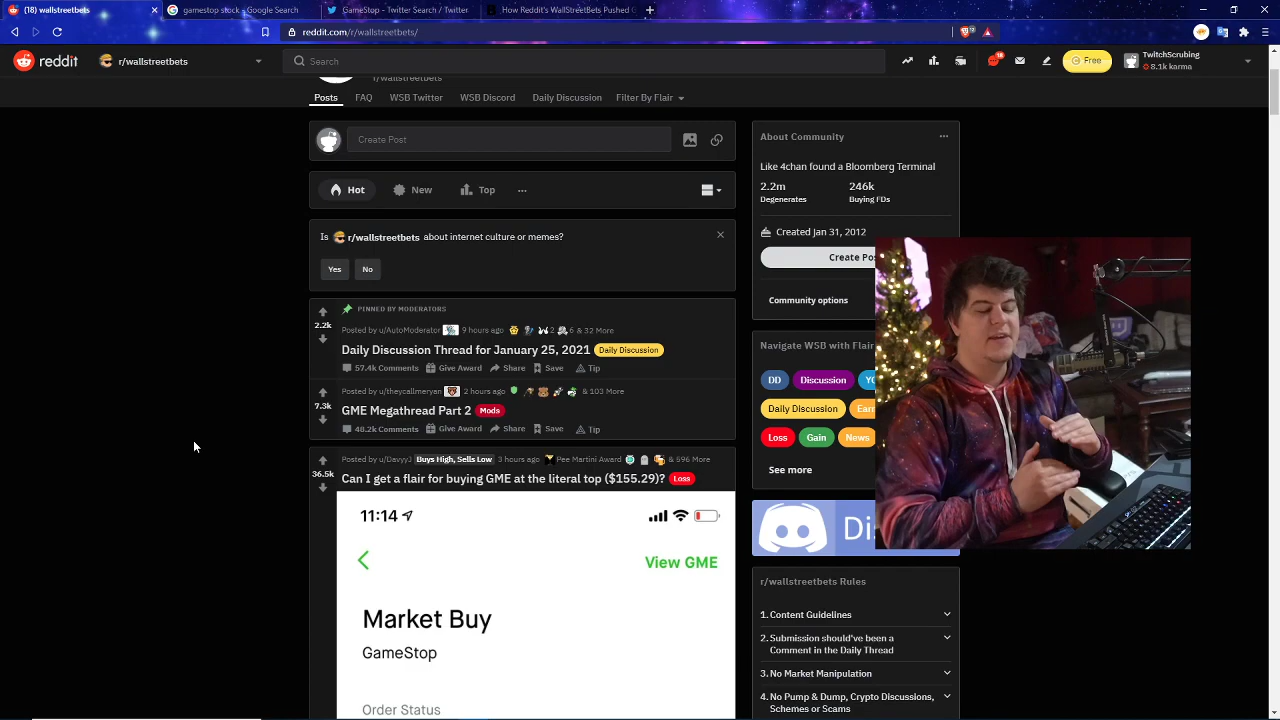 (18) wallstreetbets
gamestop stock - Google Search
GameStop - Twitter Search / Twitter
How Reddit's WallStreetBets Pushed
reddit.com/r/wallstreetbets/
reddit
r/wallstreetbets
Search
Free
TwitchScrubing
8.1k karma
r/wallstreetbets
Posts
FAQ
WSB Twitter
WSB Discord
Daily Discussion
Filter By Flair
Create Post
Hot
New
Top
Is r/wallstreetbets about internet culture or memes?
Yes
No
PINNED BY MODERATORS
2.2k
Posted by u/AutoModerator 9 hours ago 2 6 & 32 More
Daily Discussion Thread for January 25, 2021 Daily Discussion
57.4k Comments Give Award Share Save Tip
7.3k
Posted by u/theycallmeryan 2 hours ago & 103 More
GME Megathread Part 2 Mods
48.2k Comments Give Award Share Save Tip
36.5k
Posted by u/DavyyJ Buys High, Sells Low 3 hours ago Pee Martini Award & 596 More
Can I get a flair for buying GME at the literal top ($155.29)? Loss
11:14
View GME
Market Buy
GameStop
Order Status
About Community
Like 4chan found a Bloomberg Terminal
2.2m
246k
Degenerates
Buying FDs
Created Jan 31, 2012
Create Pos
Community options
Navigate WSB with Flair
DD
Discussion
YO
Daily Discussion
Earn
Loss
Gain
News
See more
Dis
r/wallstreetbets Rules
1. Content Guidelines
2. Submission should've been a
Comment in the Daily Thread
3. No Market Manipulation
4. No Pump & Dump, Crypto Discussions,
Schemes or Scams